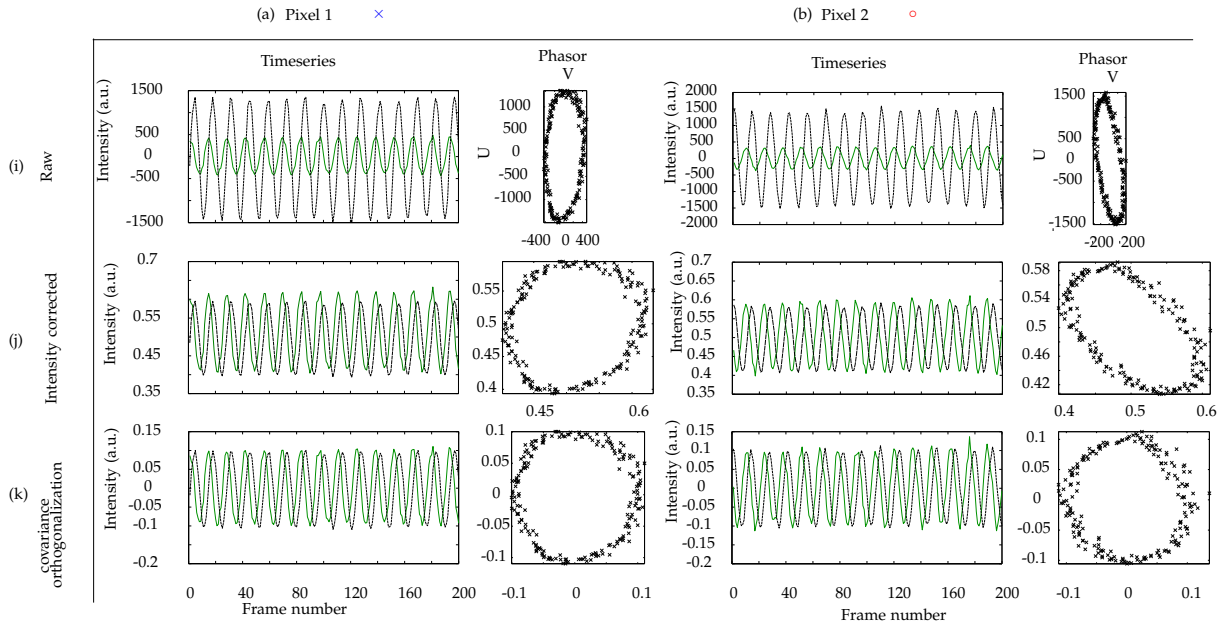 (a) Pixel 1 ×
(b) Pixel 2 ○
Timeseries
Phasor
V
Timeseries
Phasor
V
(i)
Raw
Intensity (a.u.)
1500
500
0
-500
-1500
U
1000
500
0
-500
-1000
-400 0 400
Intensity (a.u.)
2000
1500
1000
500
0
-500
-1000
-1500
-2000
U
1500
500
0
-500
-1500
-200 200
(j)
Intensity corrected
Intensity (a.u.)
0.7
0.65
0.55
0.45
0.35
0.55
0.5
0.45
0.4
0.45 0.6
Intensity (a.u.)
0.7
0.65
0.6
0.55
0.5
0.45
0.4
0.35
0.58
0.54
0.5
0.46
0.42
0.4 0.5 0.6
(k)
covariance
orthogonalization
Intensity (a.u.)
0.15
0.05
0
-0.05
-0.1
-0.2
0 40 80 120 160 200
Frame number
0.1
0.05
0
-0.05
-0.1
-0.1 0 0.1
Intensity (a.u.)
0.15
0.1
0.05
0
-0.05
-0.1
-0.15
-0.2
0 40 80 120 160 200
Frame number
0.1
0.05
0
-0.05
-0.1
-0.1 0 0.1